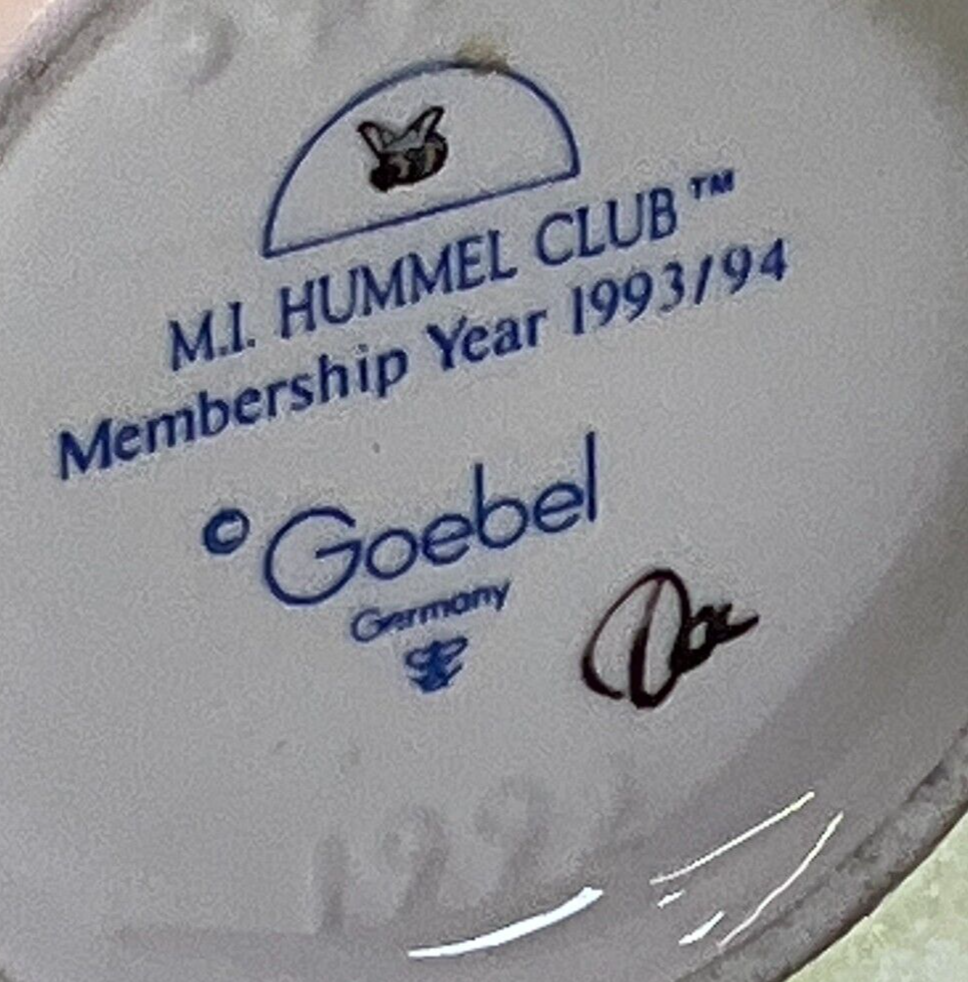 M.I. HUMMEL CLUB™
Membership Year 1993/94
© Goebel
Germany